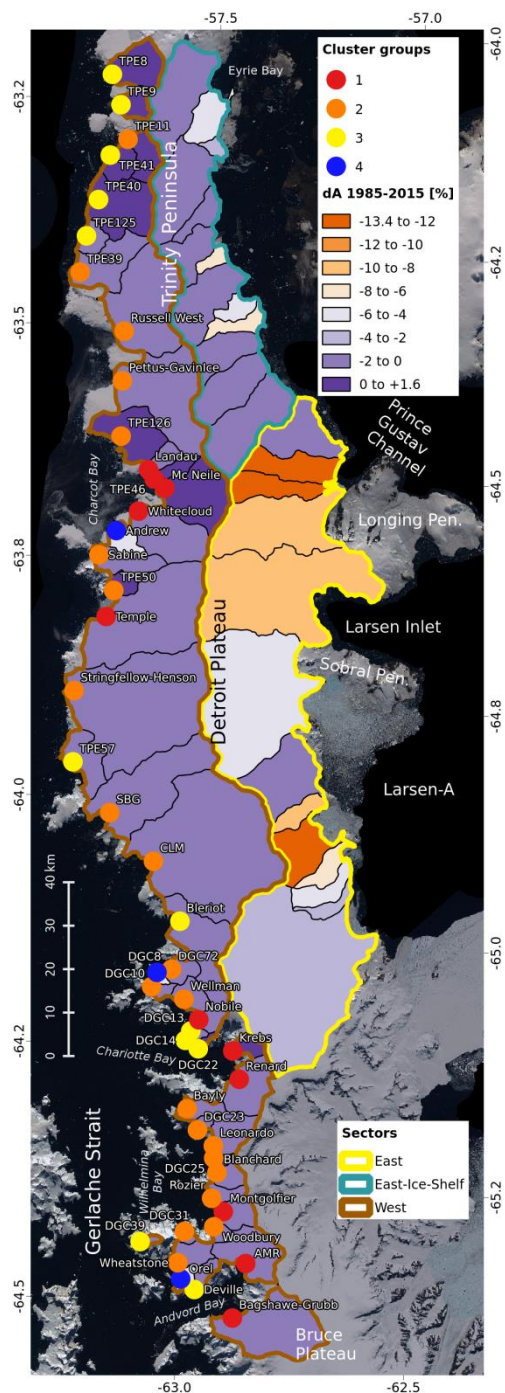 -57.5
-57.0
-64.0
-63.2
Cluster groups
1
2
3
4
dA 1985-2015 [%]
-13.4 to -12
-12 to -10
-10 to -8
-8 to -6
-6 to -4
-4 to -2
-2 to 0
0 to +1.6
Eyrie Bay
TPE8
TPE9
TPE11
TPE41
TPE40
TPE125
TPE39
Trinity Peninsula
-64.2
-63.5
Russell West
Pettus-GavinIce
TPE126
Prince
Gustav
Channel
Landau
Mc Neile
TPE46
Charcot Bay
-64.5
Longing Pen.
Whitecloud
Andrew
Sabine
-63.8
TPE50
Temple
Larsen Inlet
Detroit Plateau
Sobral Pen.
Stringfellow-Henson
-64.8
TPE57
Larsen-A
-64.0
SBG
CLM
40 km
30
20
10
0
Bleriot
DGC8
DGC72
DGC10
Wellman
-65.0
Nobile
DGC13
DGC14
Krebs
-64.2
Charlotte Bay
DGC22
Renard
Bayly
DGC23
Leonardo
Blanchard
DGC25
Rozier
Wilhelmina
Bay
Gerlache Strait
Montgolfier
DGC31
DGC39
Woodbury
AMR
Wheatstone
Orel
Deville
-64.5
Andvord Bay
Bagshawe-Grubb
Bruce
Plateau
Sectors
East
East-Ice-Shelf
West
-65.2
-63.0
-62.5